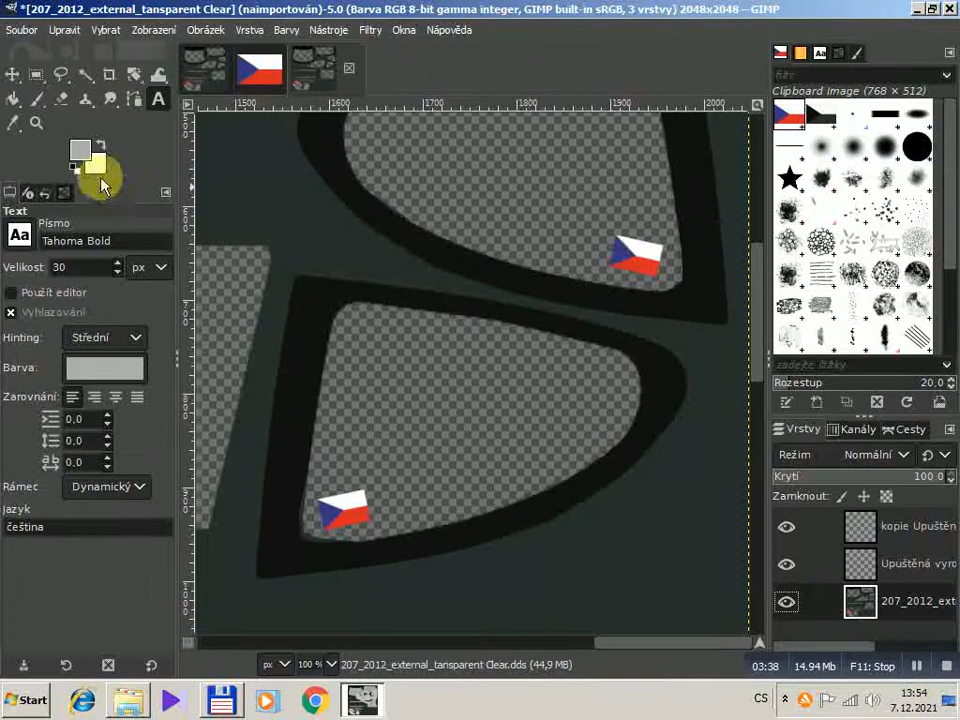 *[207_2012_external_tansparent Clear] (naimportován)-5.0 (Barva RGB 8-bit gamma integer, GIMP built-in sRGB, 3 vrstvy) 2048x2048 – GIMP
Soubor Upravit Vybrat Zobrazení Obrázek Vrstva Barvy Nástroje Filtry Okna Nápověda
1500 1600 1700 1800 1900 2000
Clipboard Image (768 × 512)
Text
Písmo
Aa Tahoma Bold
Velikost: 30 px
Použít editor
Vyhlazování
Hinting: Střední
Barva:
Zarovnání:
0,0
0,0
0,0
Rámec: Dynamický
Jazyk
čeština
zadejte štítky
Rozestup 20,0
Vrstvy Kanály Cesty
Režim Normální
Krytí 100,0
Zamknout:
kopie Upuštěn
Upuštěná vyro
207_2012_ext
px 100 % 207_2012_external_tansparent Clear.dds (44,9 MB)
03:38 14.94 Mb F11: Stop
Start CS 13:54
7.12.2021